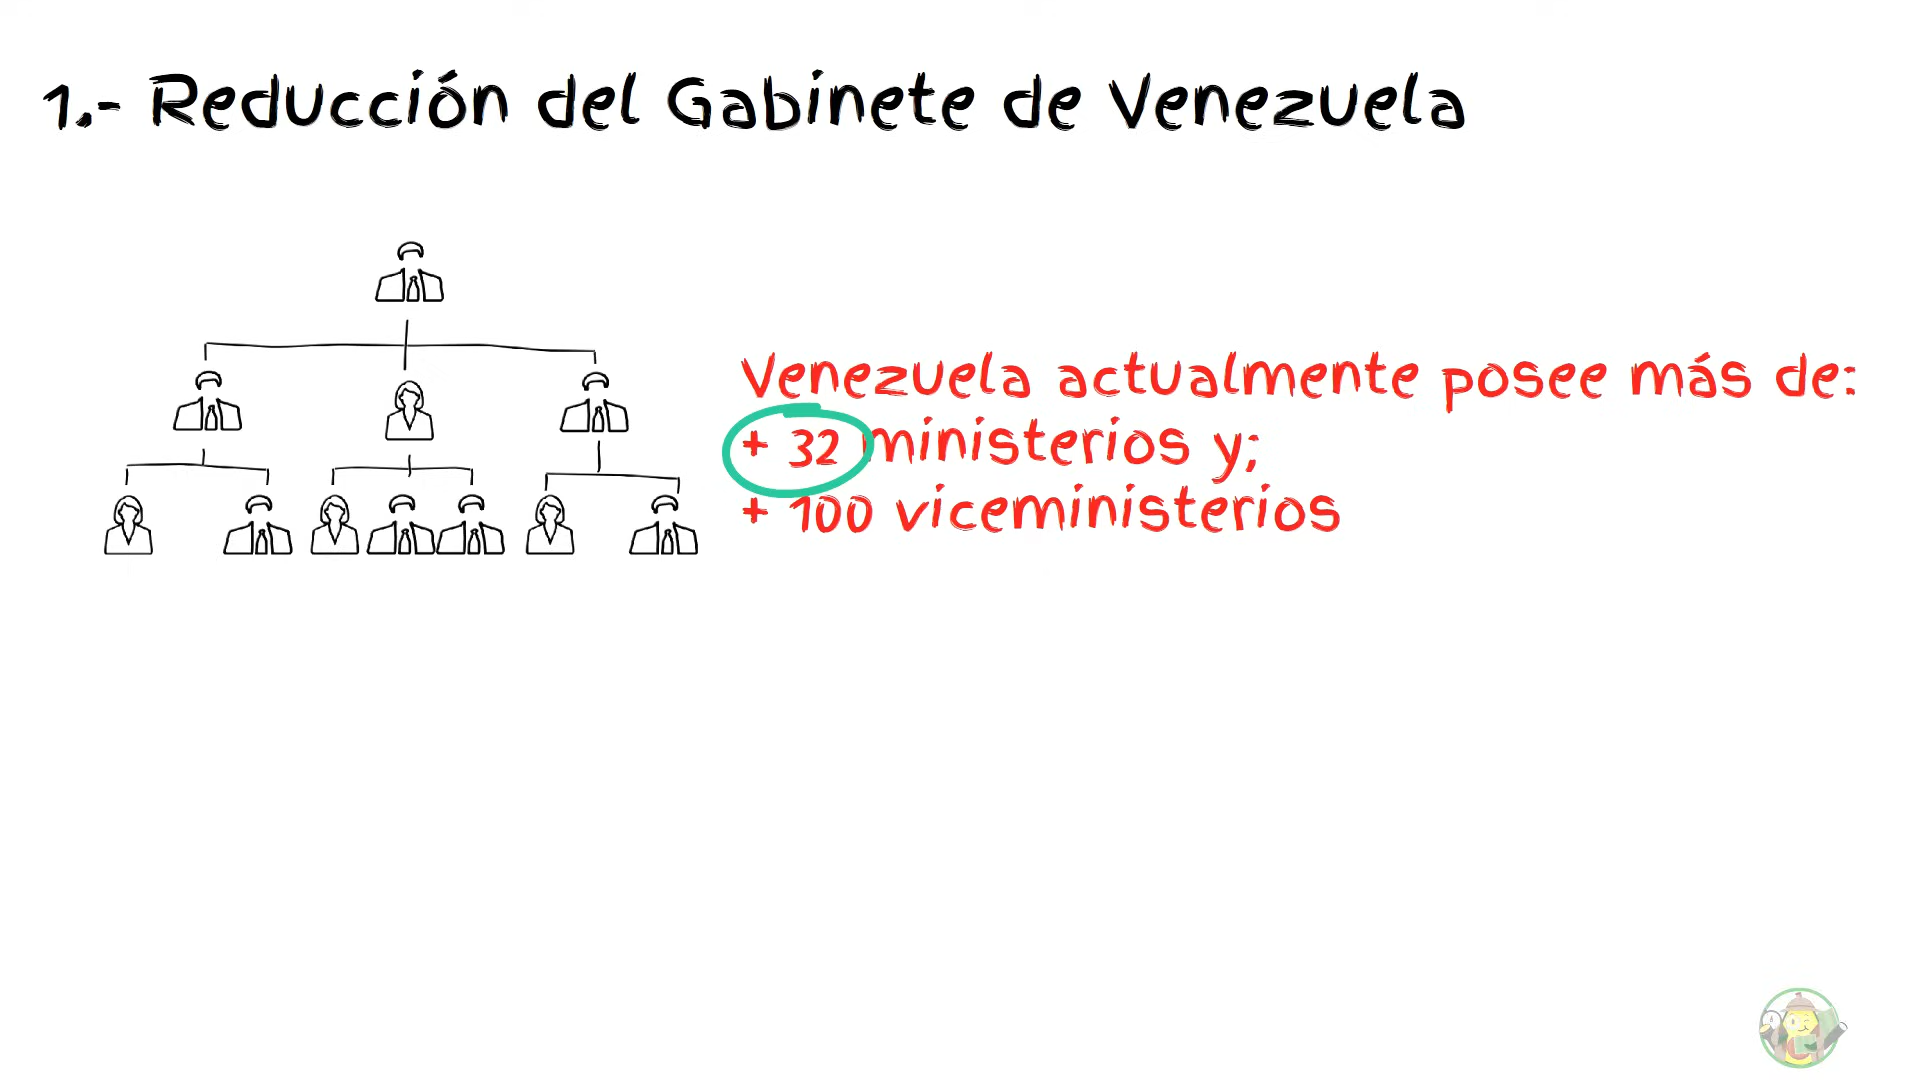 1.- Reducción del Gabinete de Venezuela
Venezuela actualmente posee más de:
+ 32 ministerios y;
+ 100 viceministerios